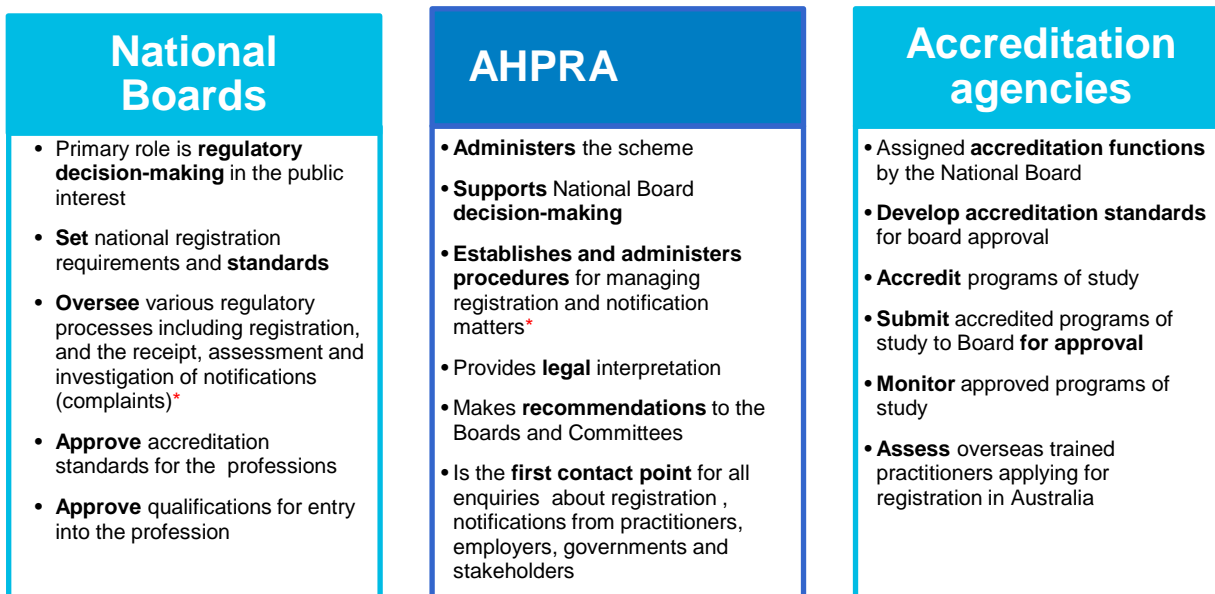 National
Boards
• Primary role is regulatory
decision-making in the public
interest
• Set national registration
requirements and standards
• Oversee various regulatory
processes including registration,
and the receipt, assessment and
investigation of notifications
(complaints)*
• Approve accreditation
standards for the professions
• Approve qualifications for entry
into the profession
AHPRA
• Administers the scheme
• Supports National Board
decision-making
• Establishes and administers
procedures for managing
registration and notification
matters*
• Provides legal interpretation
• Makes recommendations to the
Boards and Committees
• Is the first contact point for all
enquiries about registration ,
notifications from practitioners,
employers, governments and
stakeholders
Accreditation
agencies
• Assigned accreditation functions
by the National Board
• Develop accreditation standards
for board approval
• Accredit programs of study
• Submit accredited programs of
study to Board for approval
• Monitor approved programs of
study
• Assess overseas trained
practitioners applying for
registration in Australia